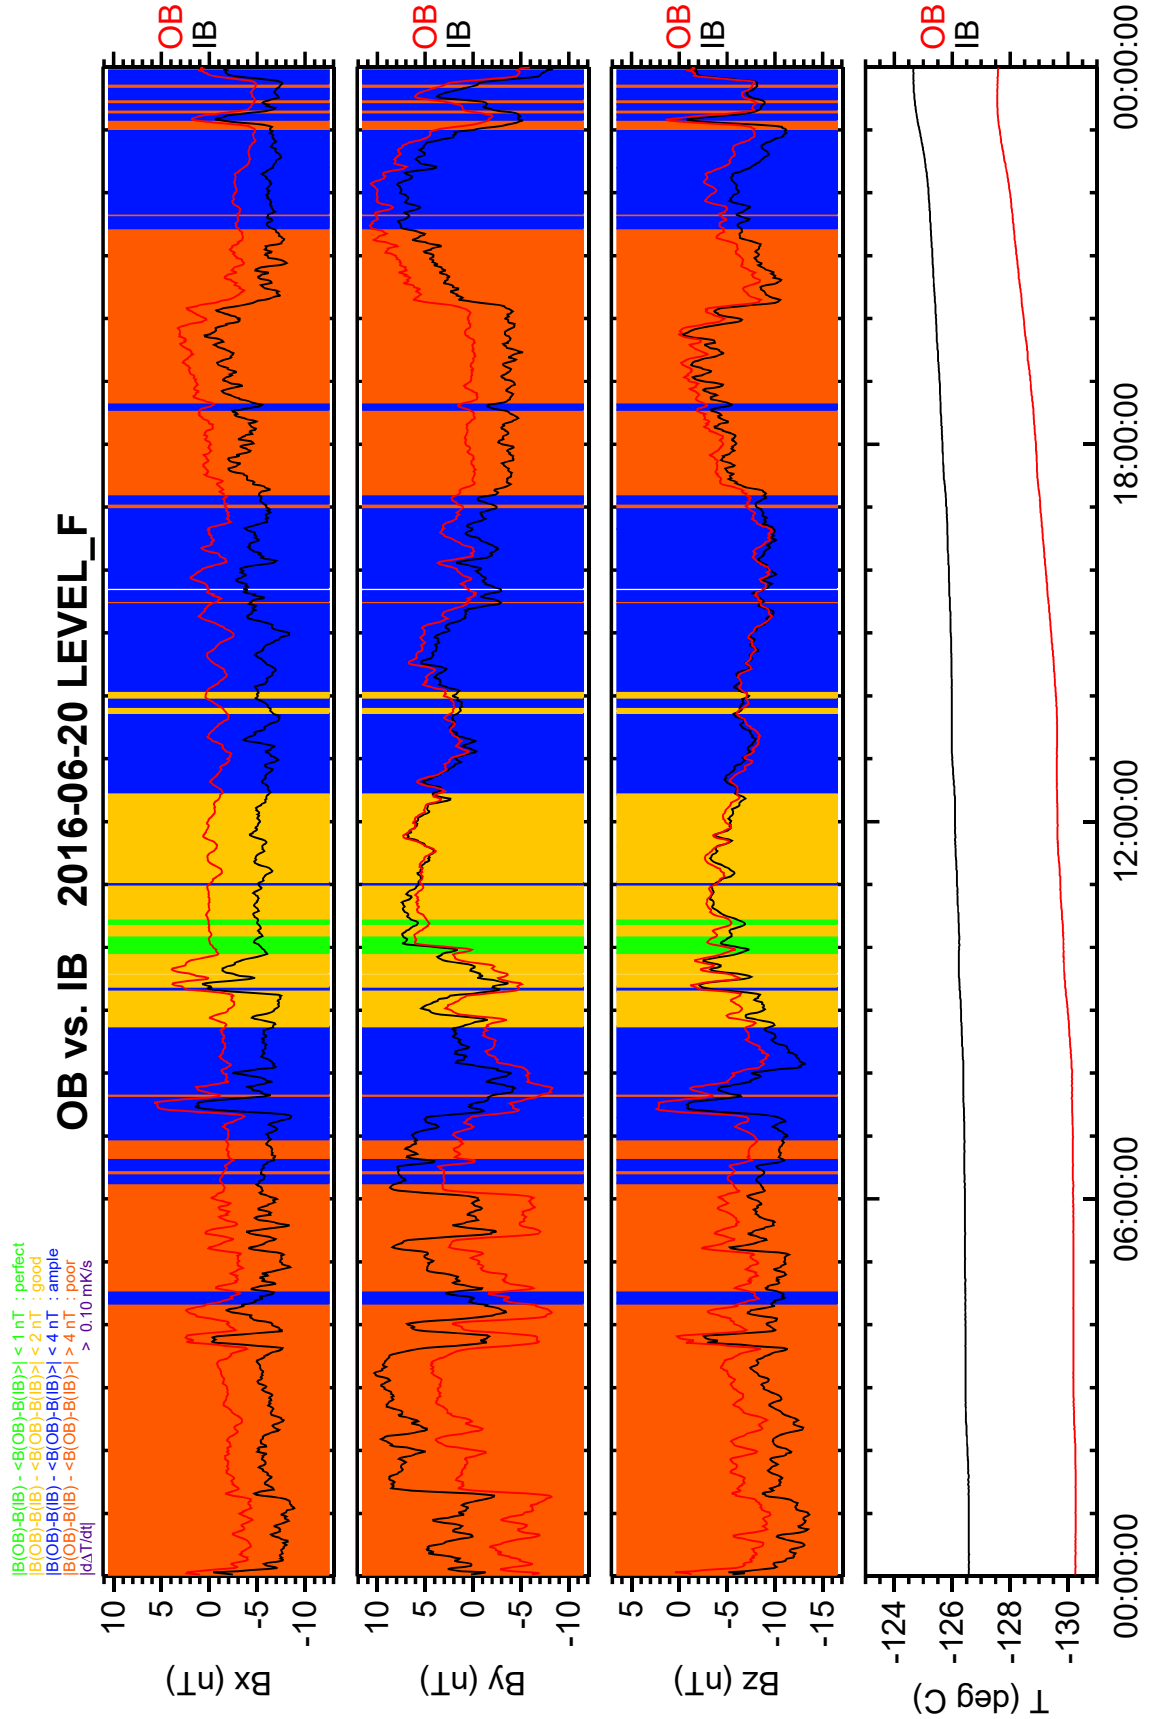 OB vs. IB 2016-06-20 LEVEL_F
|B(OB)-B(IB) - <B(OB)-B(IB)>| < 1 nT : perfect
|B(OB)-B(IB) - <B(OB)-B(IB)>| < 2 nT : good
|B(OB)-B(IB) - <B(OB)-B(IB)>| < 4 nT : ample
|B(OB)-B(IB) - <B(OB)-B(IB)>| > 4 nT : poor
|dΔT/dt| > 0.10 mK/s
Bx (nT)
10
5
0
-5
-10
OB
IB
By (nT)
10
5
0
-5
-10
OB
IB
Bz (nT)
5
0
-5
-10
-15
OB
IB
T (deg C)
-124
-126
-128
-130
OB
IB
00:00:00
06:00:00
12:00:00
18:00:00
00:00:00